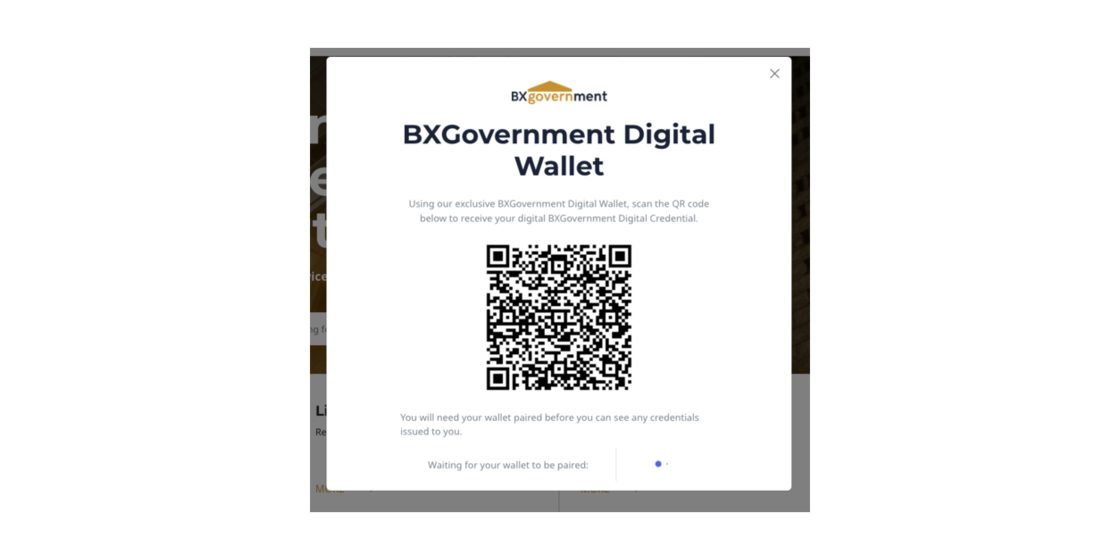 BXgovernment
BXGovernment Digital
Wallet
Using our exclusive BXGovernment Digital Wallet, scan the QR code
below to receive your digital BXGovernment Digital Credential.
You will need your wallet paired before you can see any credentials
issued to you.
Waiting for your wallet to be paired: